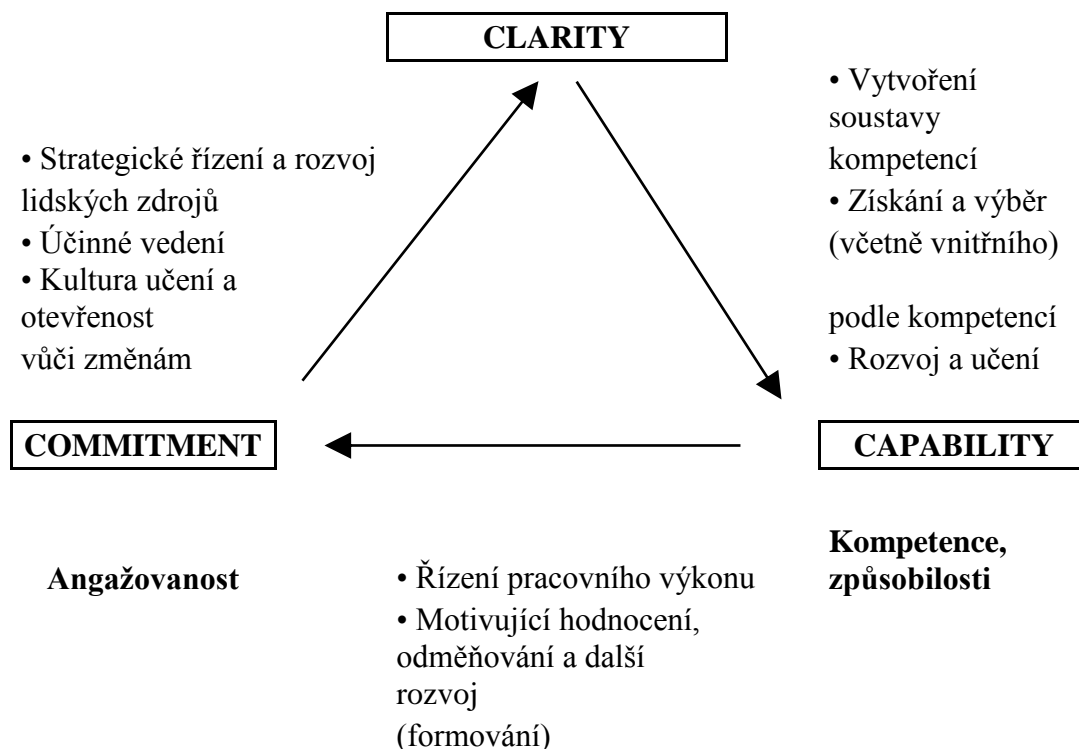 CLARITY
• Strategické řízení a rozvoj
lidských zdrojů
• Účinné vedení
• Kultura učení a
otevřenost
vůči změnám
• Vytvoření
soustavy
kompetencí
• Získání a výběr
(včetně vnitřního)
podle kompetencí
• Rozvoj a učení
COMMITMENT
CAPABILITY
Angažovanost
• Řízení pracovního výkonu
• Motivující hodnocení,
odměňování a další
rozvoj
(formování)
Kompetence,
způsobilosti